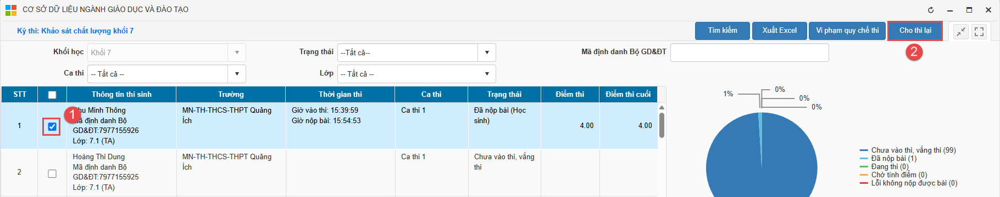 CƠ SỞ DỮ LIỆU NGÀNH GIÁO DỤC VÀ ĐÀO TẠO
Kỳ thi: Khảo sát chất lượng khối 7
Tìm kiếm
Xuất Excel
Vi phạm quy chế thi
Cho thi lại
2
Khối học
Khối 7
Trạng thái
--Tất cả--
Mã định danh Bộ GD&ĐT
Ca thi
-- Tất cả --
Lớp
-- Tất cả --
STT
Thông tin thí sinh
Trường
Thời gian thi
Ca thi
Trạng thái
Điểm thi
Điểm thi cuối
1
1
Minh Thông
Mã định danh Bộ
GD&ĐT:7977155926
Lớp: 7.1 (TA)
MN-TH-THCS-THPT Quảng
Ích
Giờ vào thi: 15:39:59
Giờ nộp bài: 15:54:53
Ca thi 1
Đã nộp bài (Học
sinh)
4.00
4.00
2
Hoàng Thi Dung
Mã định danh Bộ
GD&ĐT:7977155925
Lớp: 7.1 (TA)
MN-TH-THCS-THPT Quảng
Ích
Ca thi 1
Chưa vào thi, vắng
thi
1%
0%
0%
0%
Chưa vào thi, vắng thi (99)
Đã nộp bài (1)
Đang thi (0)
Chờ tính điểm (0)
Lỗi không nộp được bài (0)